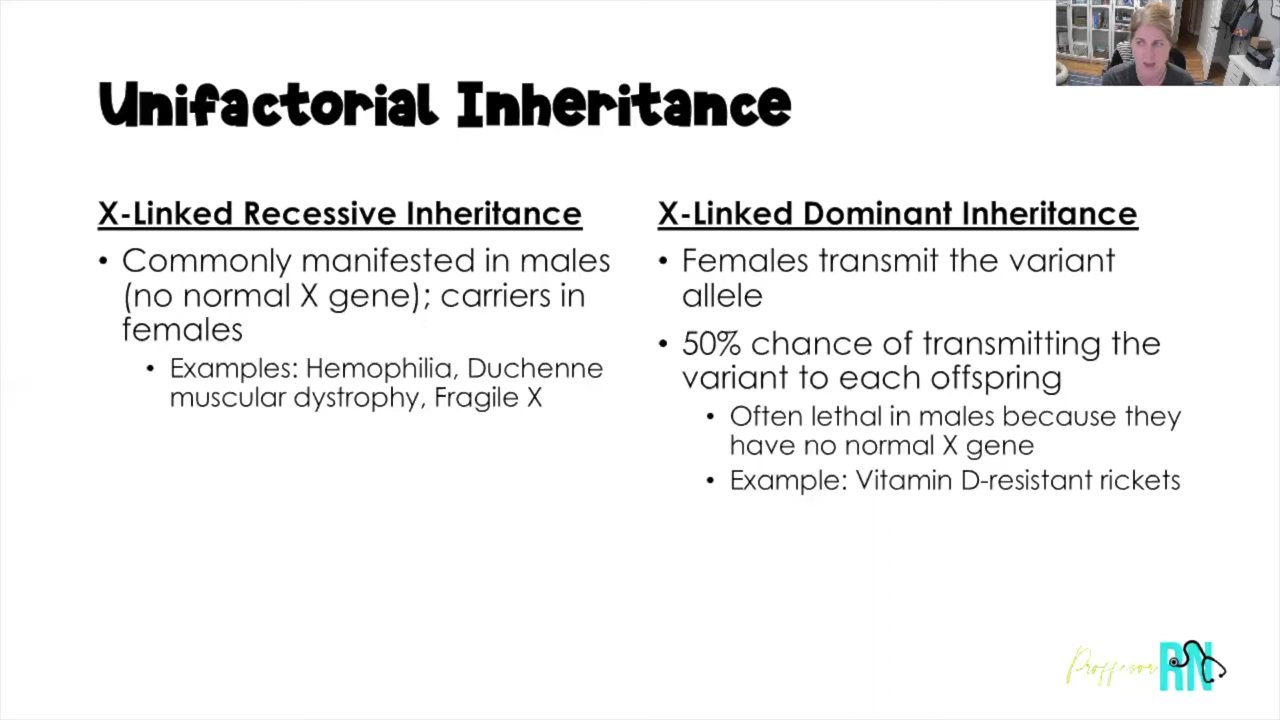 Unifactorial Inheritance
X-Linked Recessive Inheritance
• Commonly manifested in males
(no normal X gene); carriers in
females
• Examples: Hemophilia, Duchenne
muscular dystrophy, Fragile X
X-Linked Dominant Inheritance
• Females transmit the variant
allele
• 50% chance of transmitting the
variant to each offspring
• Often lethal in males because they
have no normal X gene
• Example: Vitamin D-resistant rickets
Proffesor RN